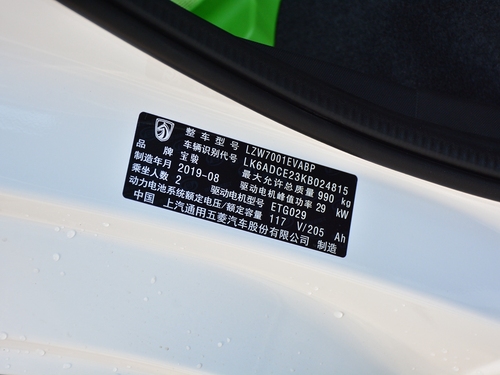 整车型号 LZW7001EVABP
品牌 宝骏 车辆识别代号 LK6ADCE23KB024815
制造年月 2019-08 最大允许总质量 990 kg
乘坐人数 2 驱动电机峰值功率 29 kW
驱动电机型号 ETG029
动力电池系统额定电压/额定容量 117 V/205 Ah
中国 上汽通用五菱汽车股份有限公司 制造